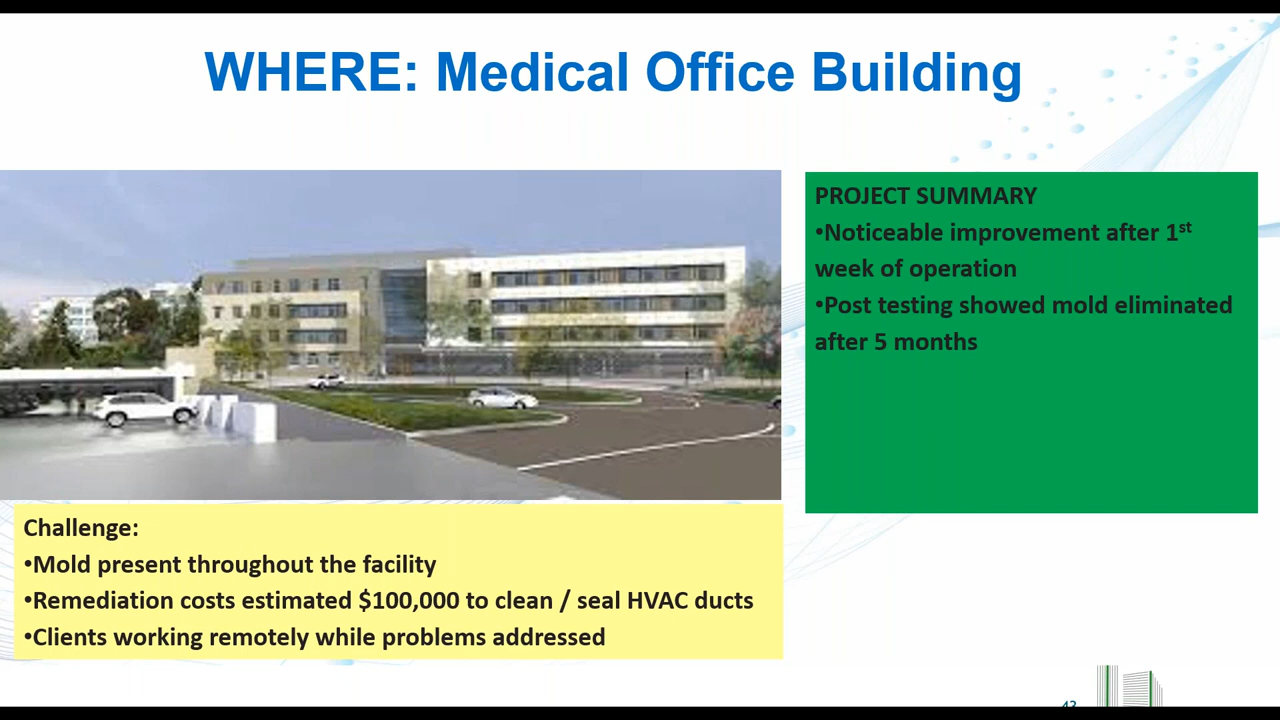 WHERE: Medical Office Building
PROJECT SUMMARY
•Noticeable improvement after 1st
week of operation
•Post testing showed mold eliminated
after 5 months
Challenge:
•Mold present throughout the facility
•Remediation costs estimated $100,000 to clean / seal HVAC ducts
•Clients working remotely while problems addressed